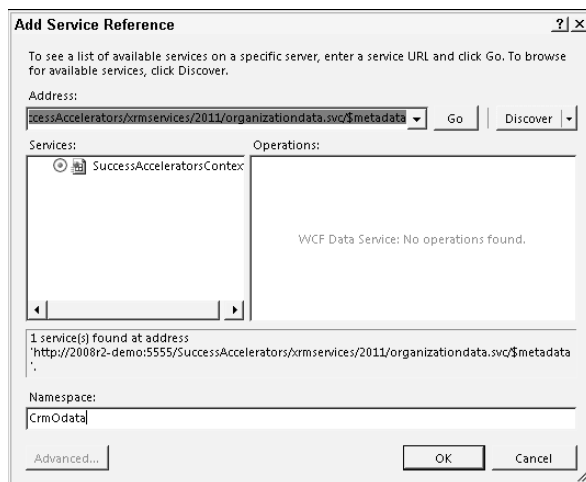 Add Service Reference
To see a list of available services on a specific server, enter a service URL and click Go. To browse
for available services, click Discover.
Address:
ccessAccelerators/xrmservices/2011/organizationdata.svc/$metadata
Go
Discover
Services:
Operations:
SuccessAcceleratorsContex
WCF Data Service: No operations found.
1 service(s) found at address
'http://2008r2-demo:5555/SuccessAccelerators/xrmservices/2011/organizationdata.svc/$metadata
'.
Namespace:
CrmOdata
Advanced...
OK
Cancel